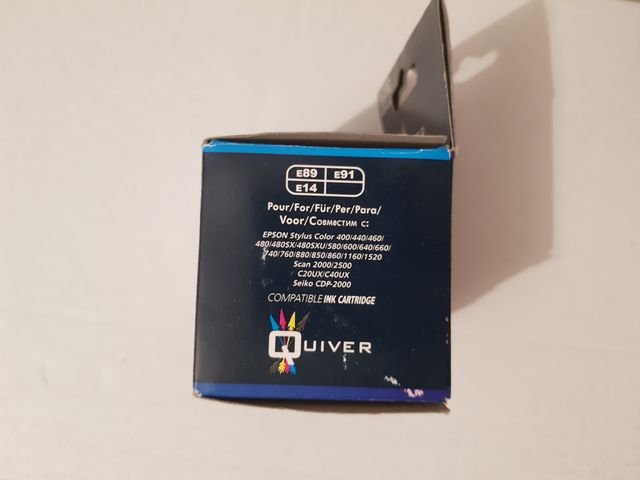 E89 E91
E14
Pour/For/Für/Per/Para/
Voor/Совместим с:
EPSON Stylus Color 400/440/460/
480/480SX/480SXU/580/600/640/660/
740/760/880/850/860/1160/1520
Scan 2000/2500
C20UX/C40UX
Seiko CDP-2000
COMPATIBLE INK CARTRIDGE
QUIVER